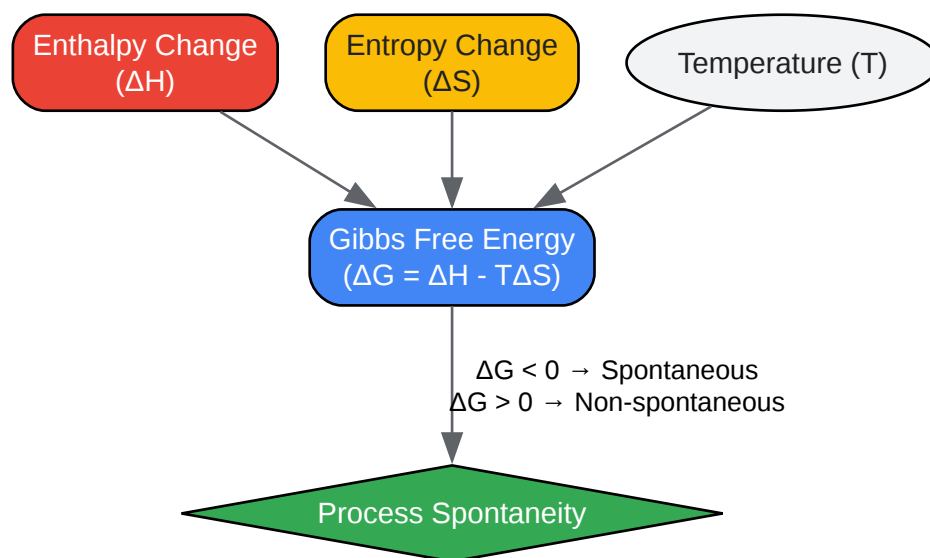 Enthalpy Change
(ΔH)
Entropy Change
(ΔS)
Temperature (T)
Gibbs Free Energy
(ΔG = ΔH - TΔS)
ΔG < 0 → Spontaneous
ΔG > 0 → Non-spontaneous
Process Spontaneity